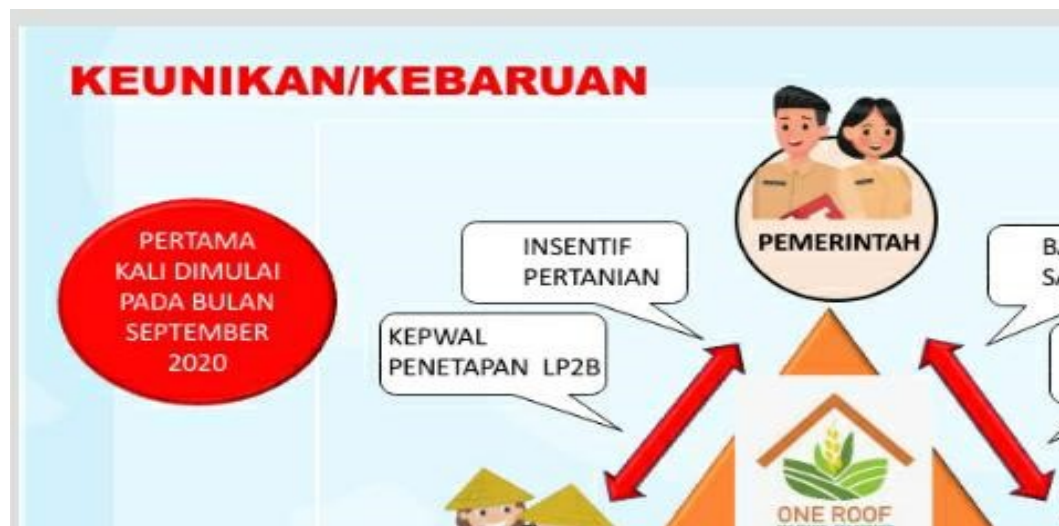 KEUNIKAN/KEBARUAN
PERTAMA
KALI DIMULAI
PADA BULAN
SEPTEMBER
2020
INSENTIF
PERTANIAN
KEPWAL
PENETAPAN LP2B
PEMERINTAH
ONE ROOF